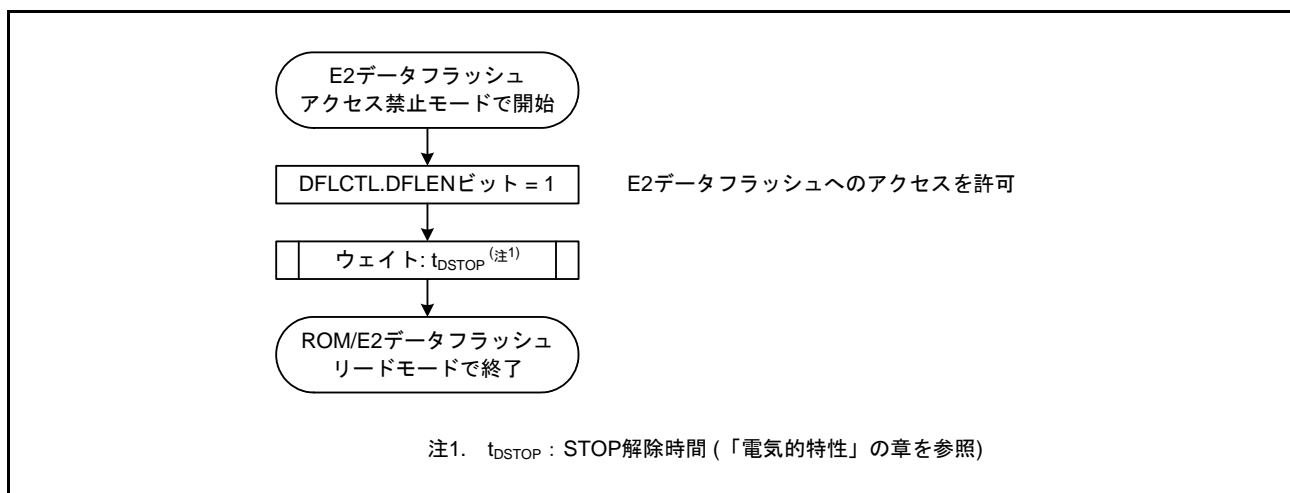 E2データフラッシュ
アクセス禁止モードで開始
DFLCTL.DFLENビット = 1
E2データフラッシュへのアクセスを許可
ウェイト: tDSTOP (注1)
ROM/E2データフラッシュ
リードモードで終了
注1. tDSTOP : STOP解除時間 (「電気的特性」の章を参照)